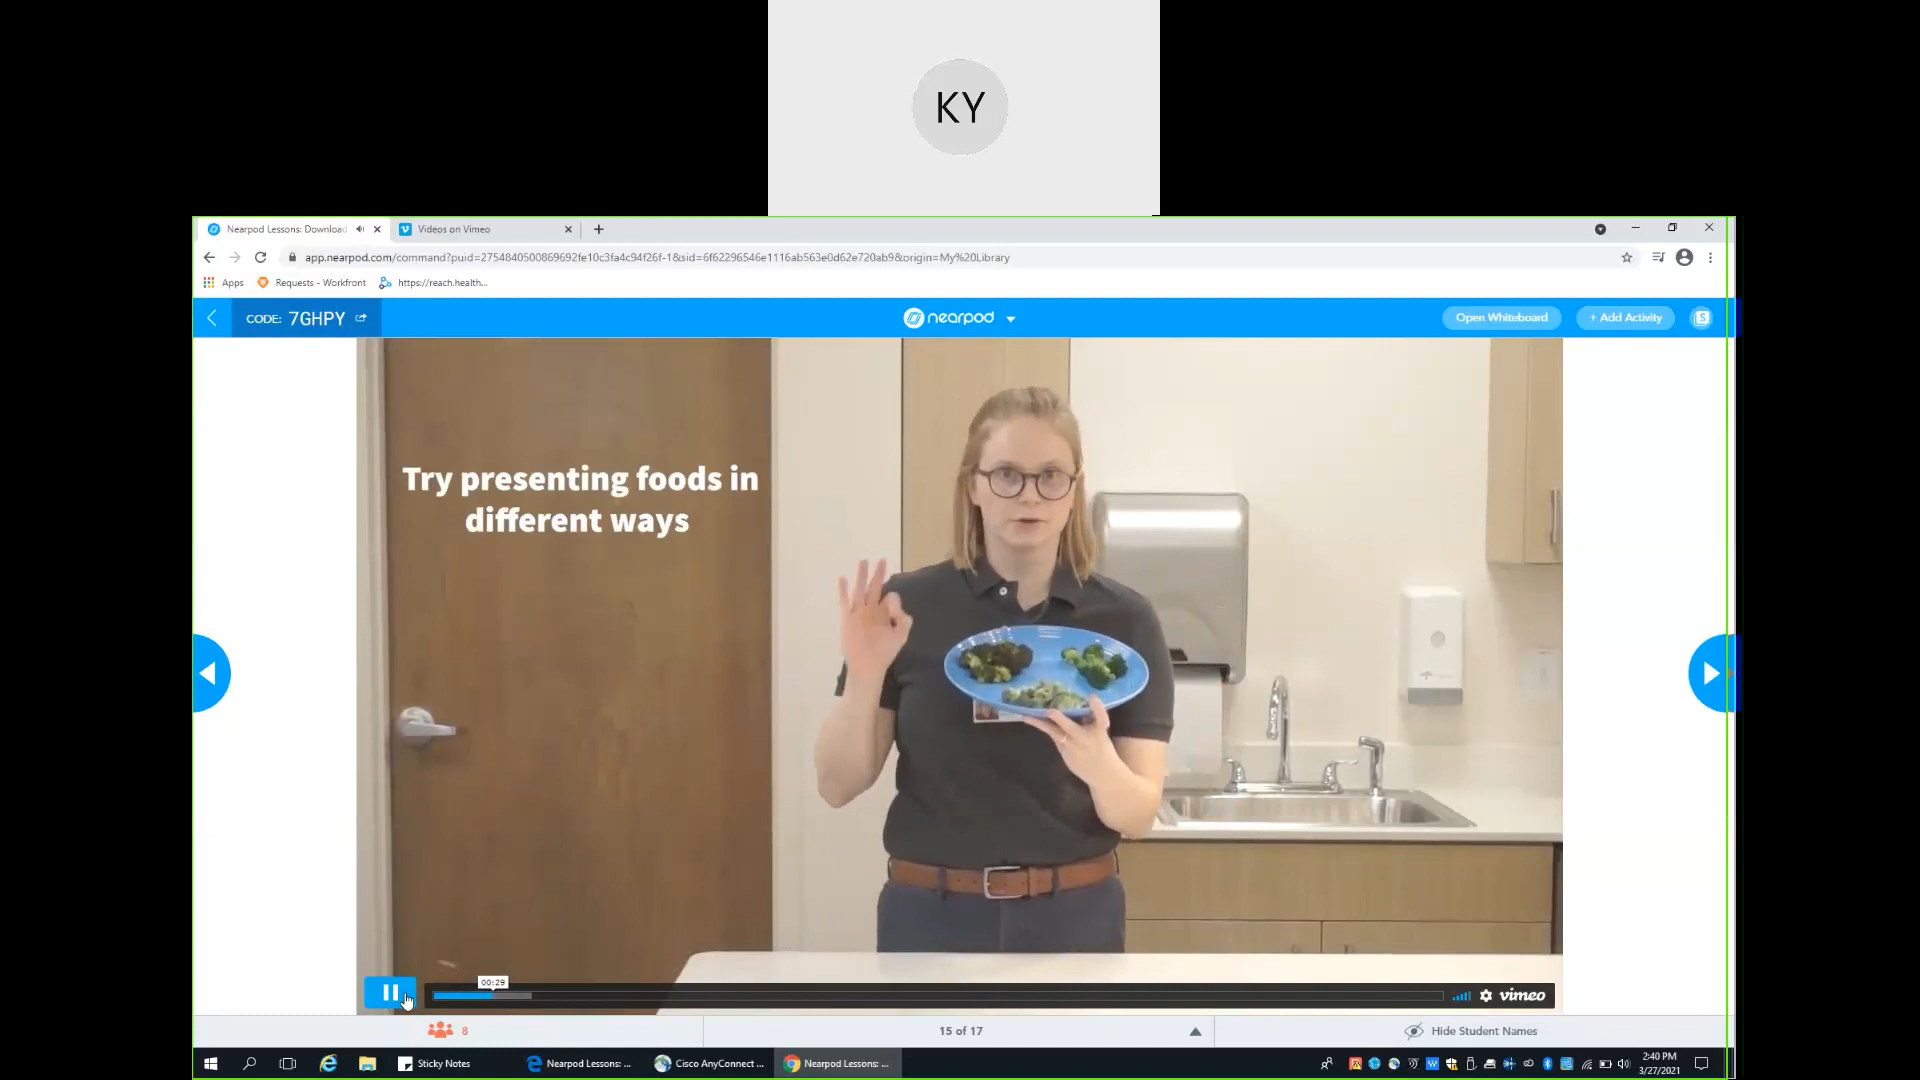 KY
Nearpod Lessons: Download
Videos on Vimeo
app.nearpod.com/command?puid=2754840500869692fe10c3fa4c94f26f-1&sid=6f62296546e1116ab563e0d62e720ab9&origin=My%20Library
Apps
Requests - Workfront
https://reach.health...
CODE: 7GHPY
nearpod
Open Whiteboard
+ Add Activity
S
Try presenting foods in
different ways
00:29
vimeo
8
15 of 17
Hide Student Names
Sticky Notes
Nearpod Lessons: ...
Cisco AnyConnect ...
Nearpod Lessons: ...
2:40 PM
3/27/2021